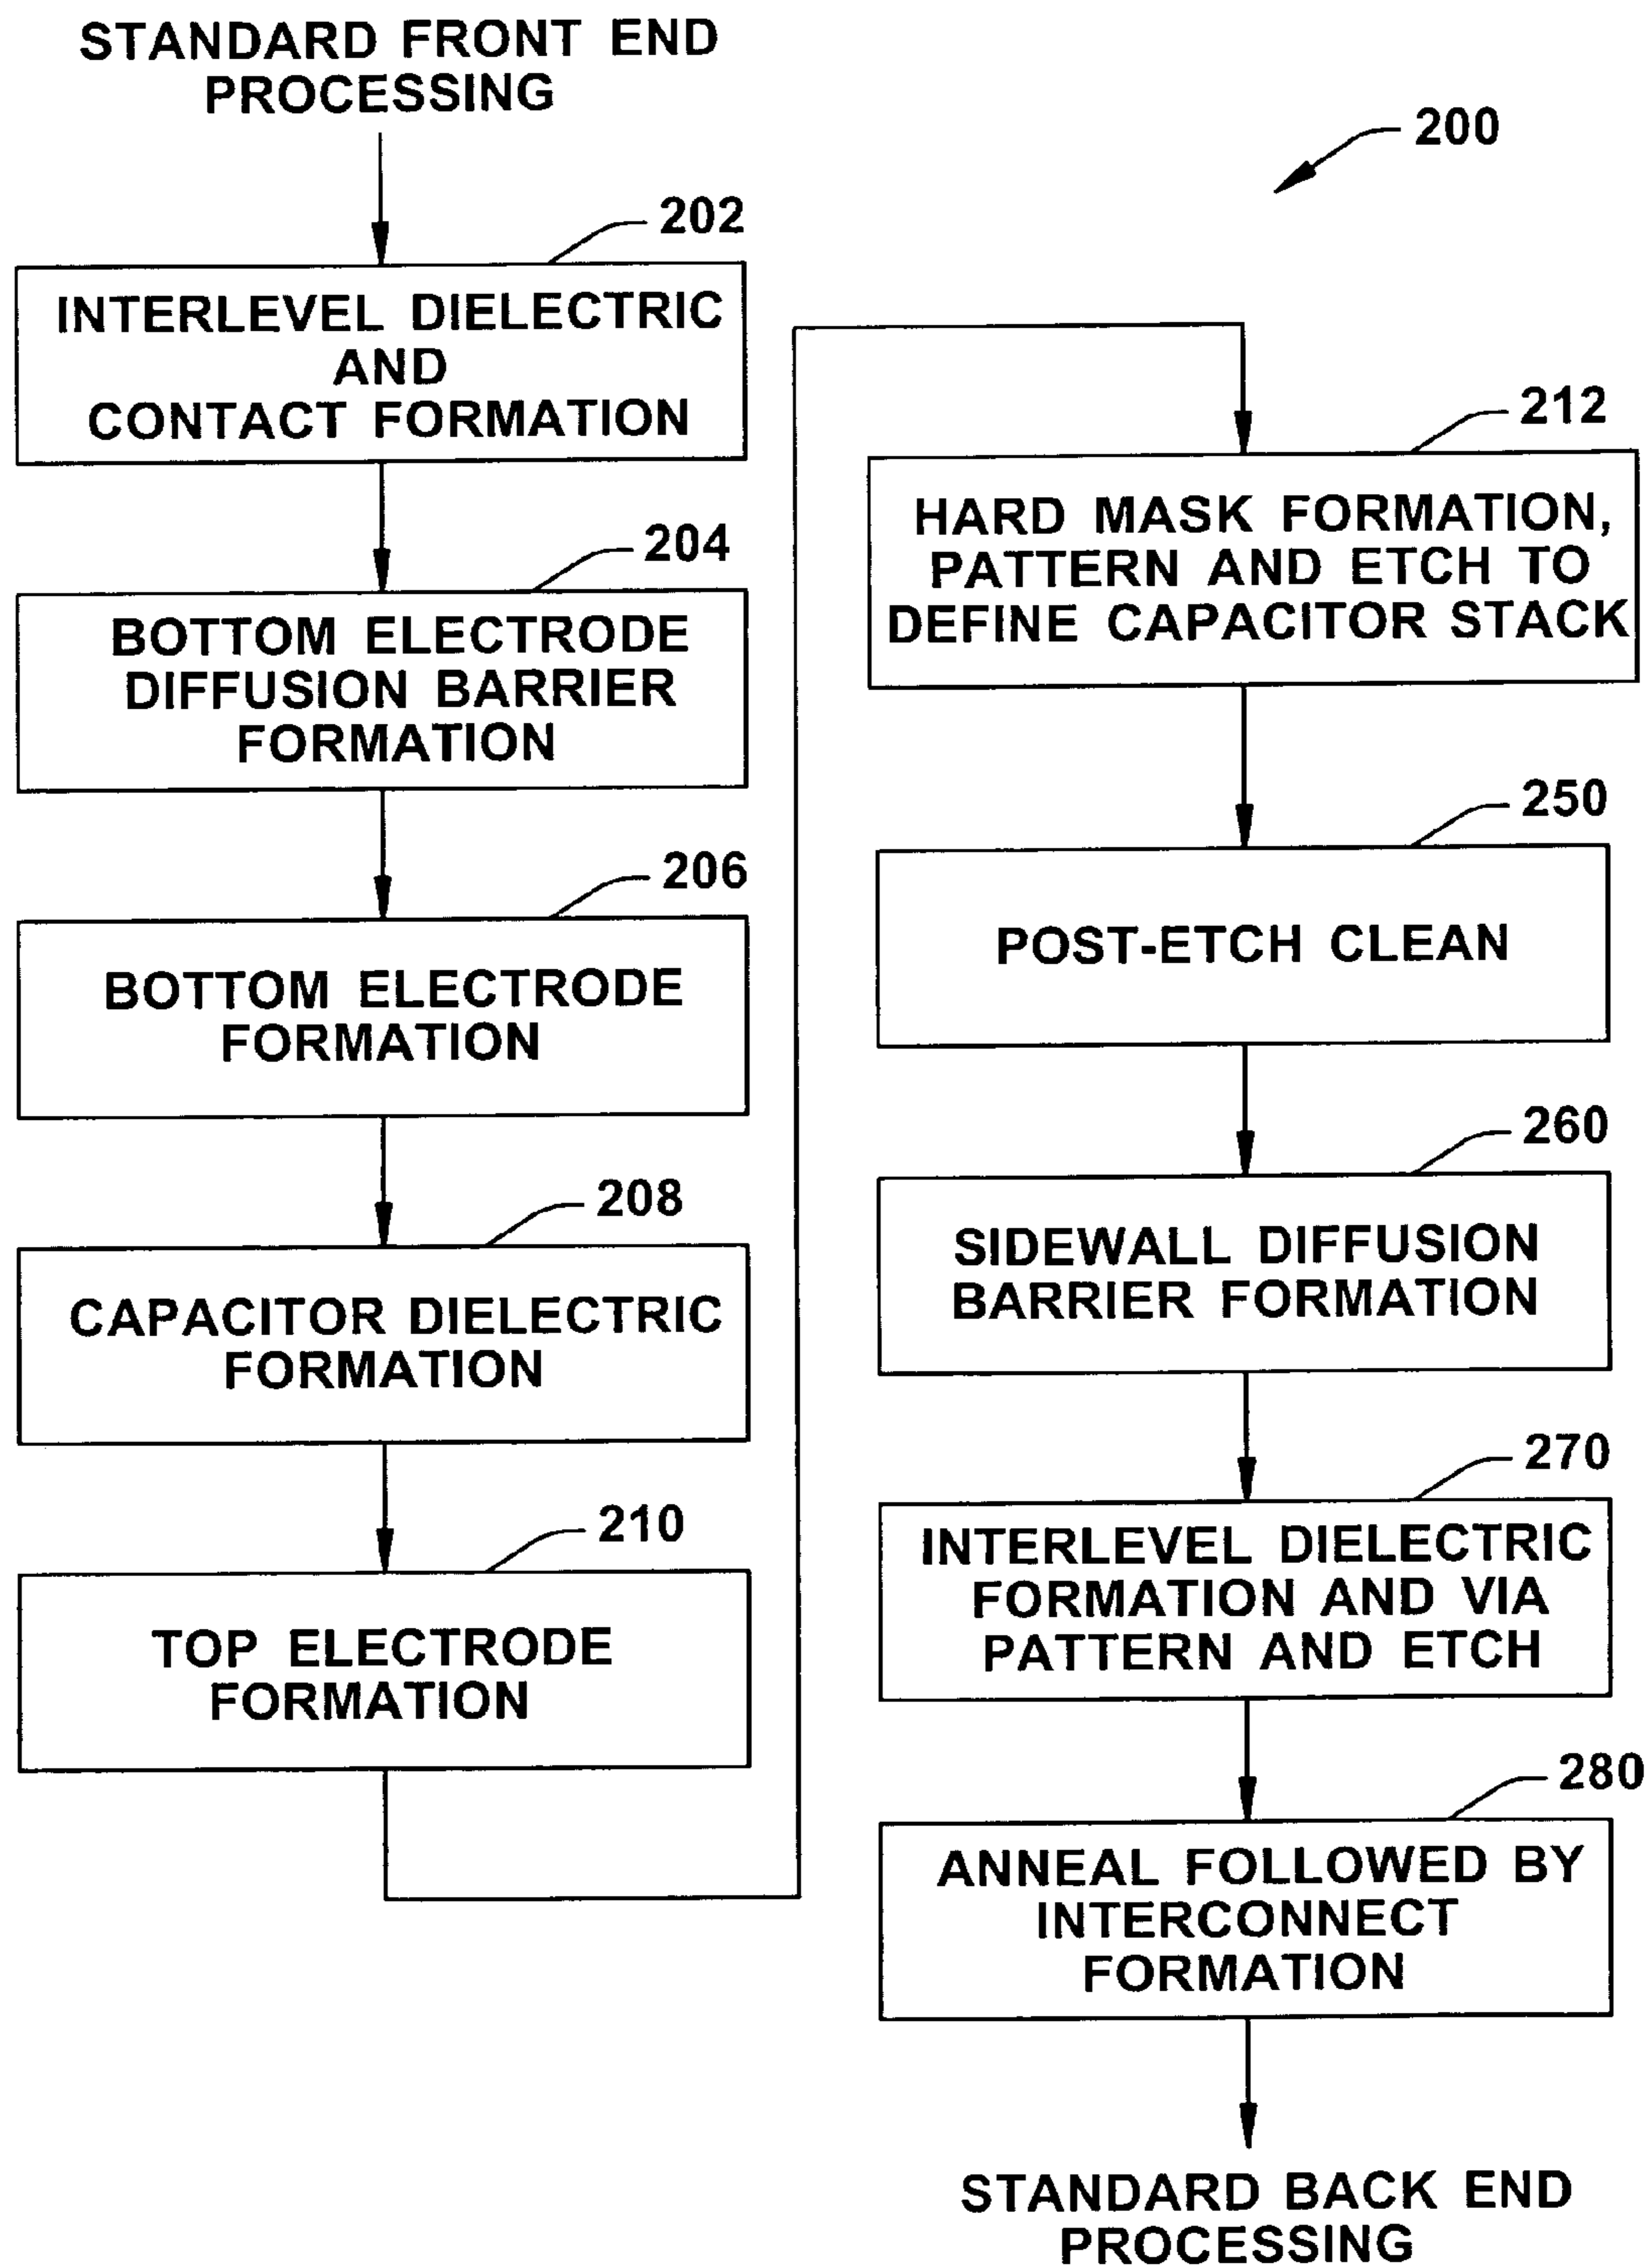 STANDARD FRONT END
PROCESSING
200
202
INTERLEVEL DIELECTRIC
AND
CONTACT FORMATION
204
BOTTOM ELECTRODE
DIFFUSION BARRIER
FORMATION
206
BOTTOM ELECTRODE
FORMATION
208
CAPACITOR DIELECTRIC
FORMATION
210
TOP ELECTRODE
FORMATION
212
HARD MASK FORMATION,
PATTERN AND ETCH TO
DEFINE CAPACITOR STACK
250
POST-ETCH CLEAN
260
SIDEWALL DIFFUSION
BARRIER FORMATION
270
INTERLEVEL DIELECTRIC
FORMATION AND VIA
PATTERN AND ETCH
280
ANNEAL FOLLOWED BY
INTERCONNECT
FORMATION
STANDARD BACK END
PROCESSING